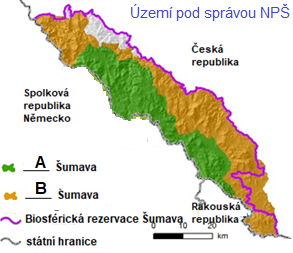 Území pod správou NPŠ
Česká
republika
Spolková
republika
Německo
A Šumava
B Šumava
Biosférická rezervace Šumava
státní hranice
Rakouská
republika
0 20
km